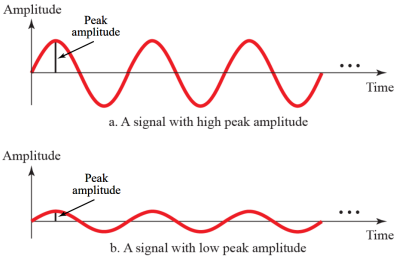 Amplitude
Peak
amplitude
Time
a. A signal with high peak amplitude
Amplitude
Peak
amplitude
Time
b. A signal with low peak amplitude